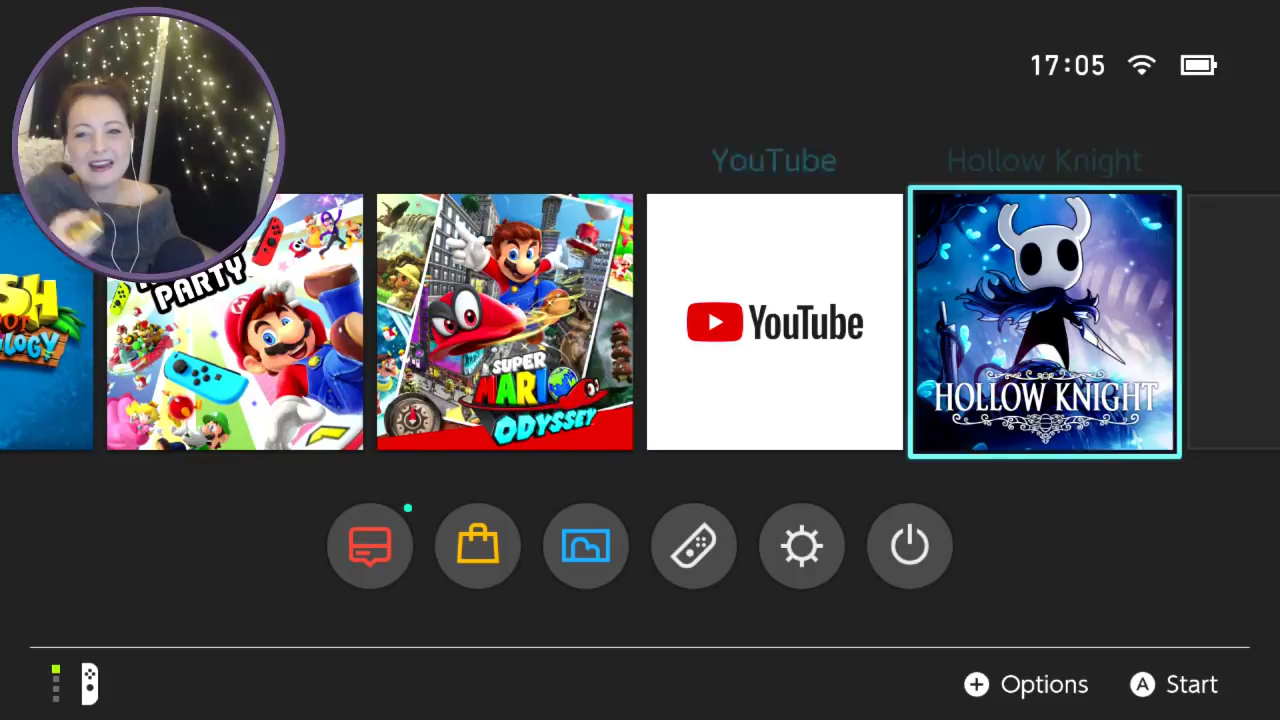 17:05
YouTube
Hollow Knight
PARTY
SUPER
MARIO
ODYSSEY
YouTube
HOLLOW KNIGHT
+ Options
A Start